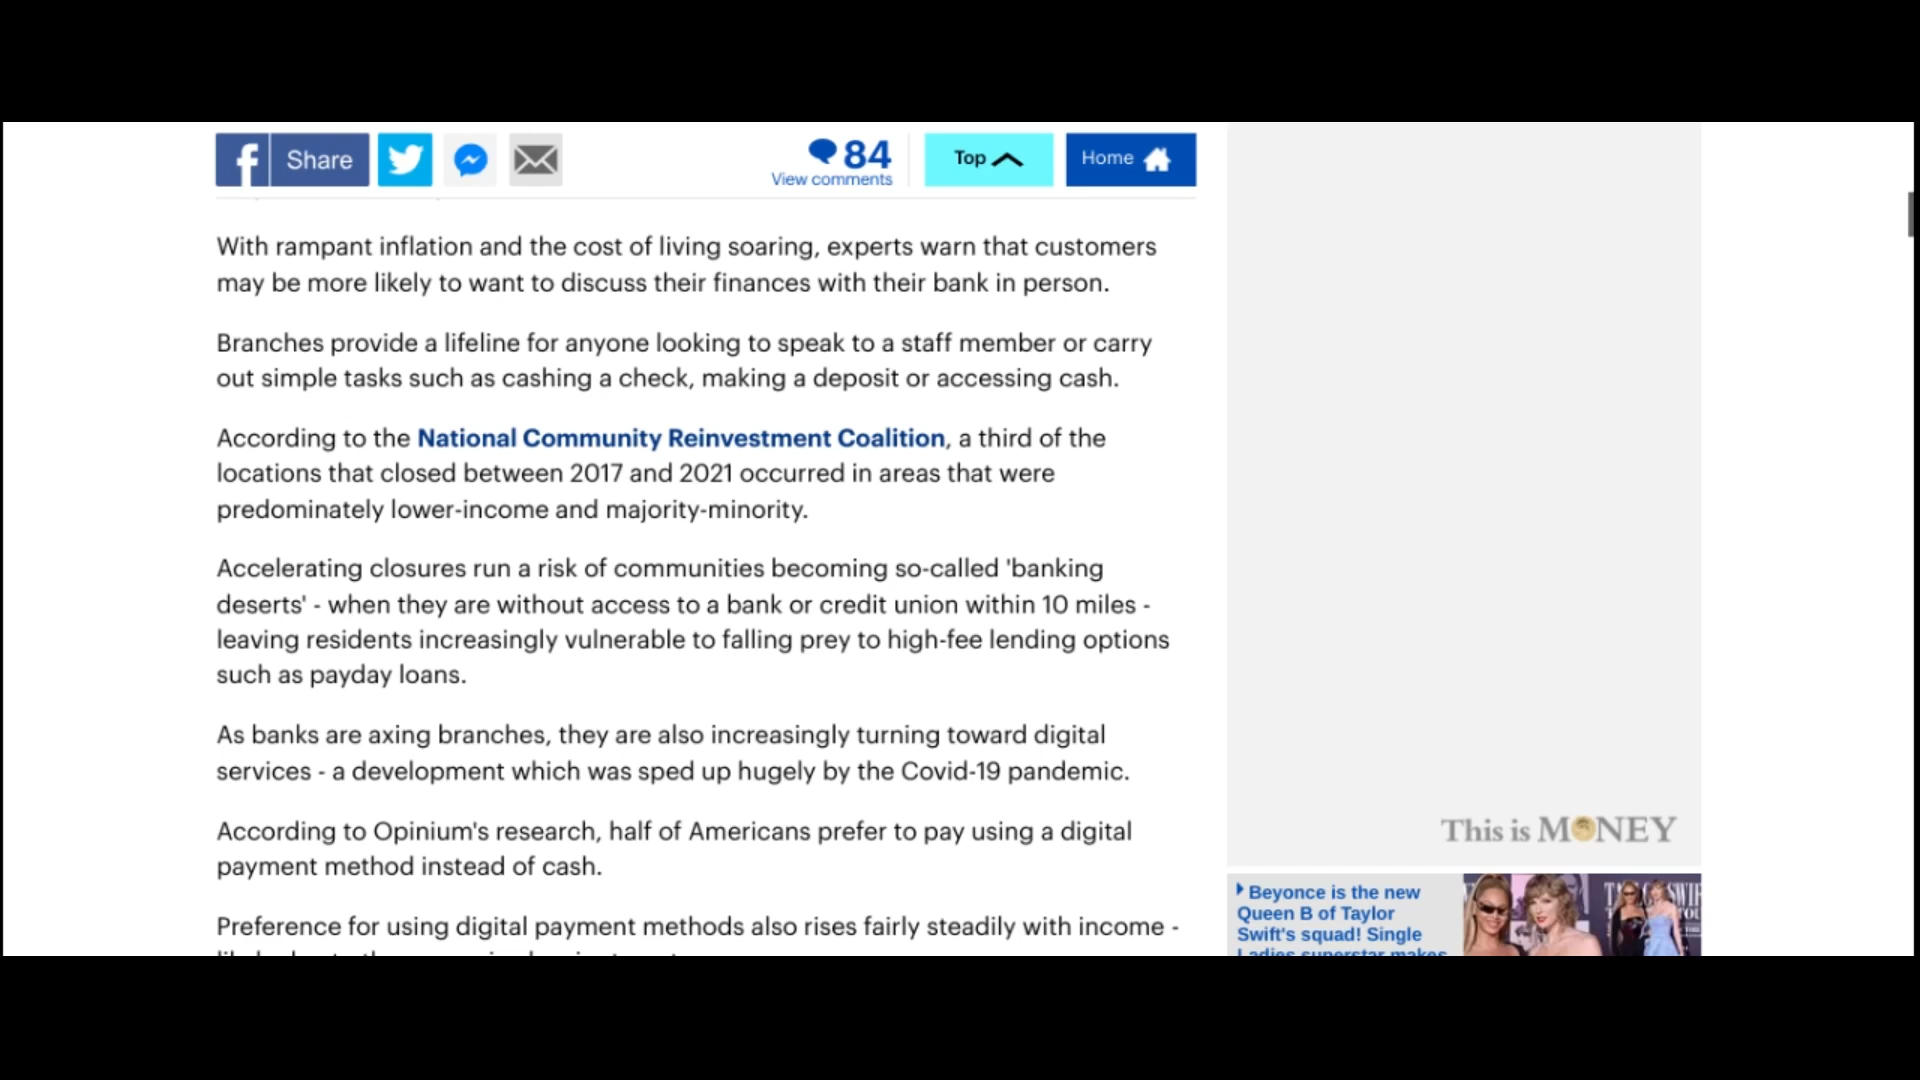 Share
84
View comments
Top
Home
With rampant inflation and the cost of living soaring, experts warn that customers
may be more likely to want to discuss their finances with their bank in person.
Branches provide a lifeline for anyone looking to speak to a staff member or carry
out simple tasks such as cashing a check, making a deposit or accessing cash.
According to the National Community Reinvestment Coalition, a third of the
locations that closed between 2017 and 2021 occurred in areas that were
predominately lower-income and majority-minority.
Accelerating closures run a risk of communities becoming so-called 'banking
deserts' - when they are without access to a bank or credit union within 10 miles -
leaving residents increasingly vulnerable to falling prey to high-fee lending options
such as payday loans.
As banks are axing branches, they are also increasingly turning toward digital
services - a development which was sped up hugely by the Covid-19 pandemic.
According to Opinium's research, half of Americans prefer to pay using a digital
payment method instead of cash.
Preference for using digital payment methods also rises fairly steadily with income -
This is MONEY
Beyonce is the new
Queen B of Taylor
Swift's squad! Single
Ladies superstar makes